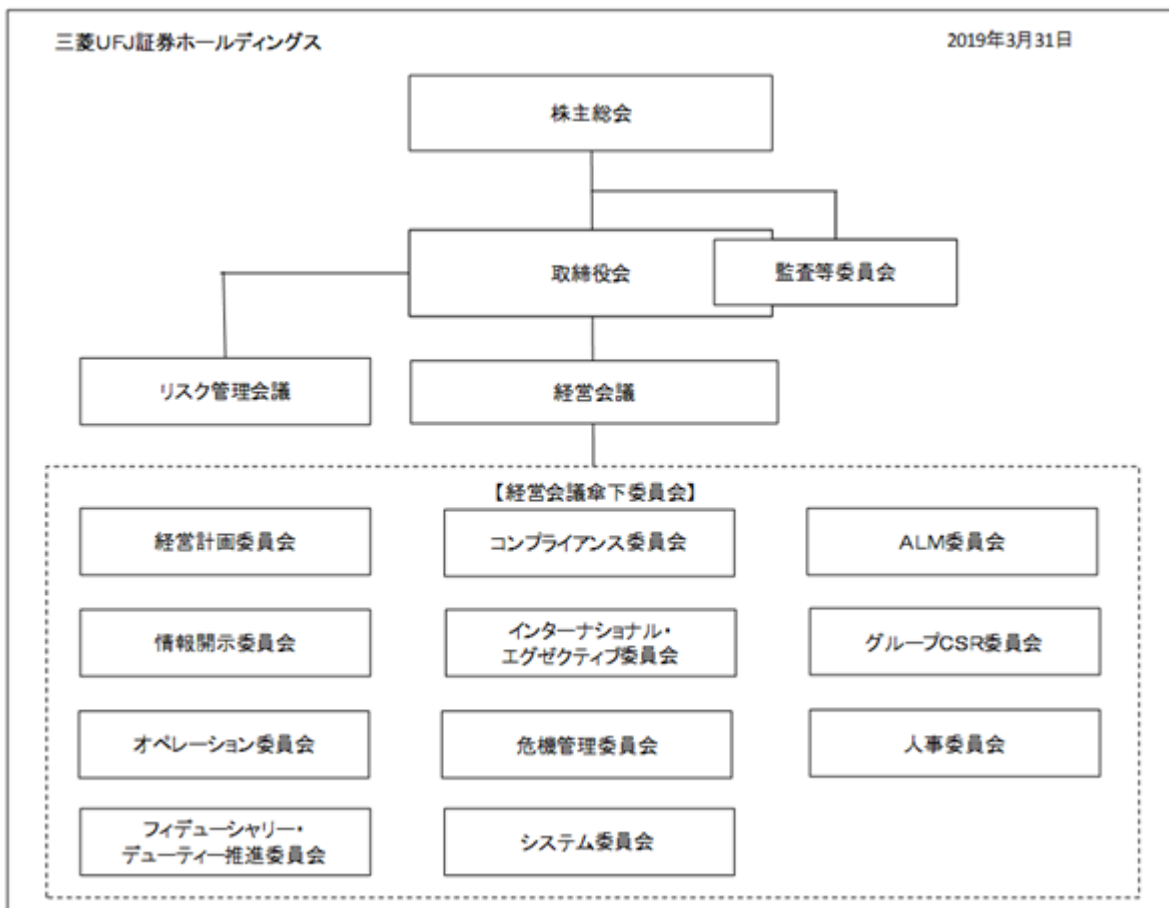 三菱UFJ証券ホールディングス
2019年3月31日
株主総会
取締役会
監査等委員会
リスク管理会議
経営会議
【経営会議傘下委員会】
経営計画委員会
コンプライアンス委員会
ALM委員会
情報開示委員会
インターナショナル・
エグゼクティブ委員会
グループCSR委員会
オペレーション委員会
危機管理委員会
人事委員会
フィデューシャリー・
デューティー推進委員会
システム委員会